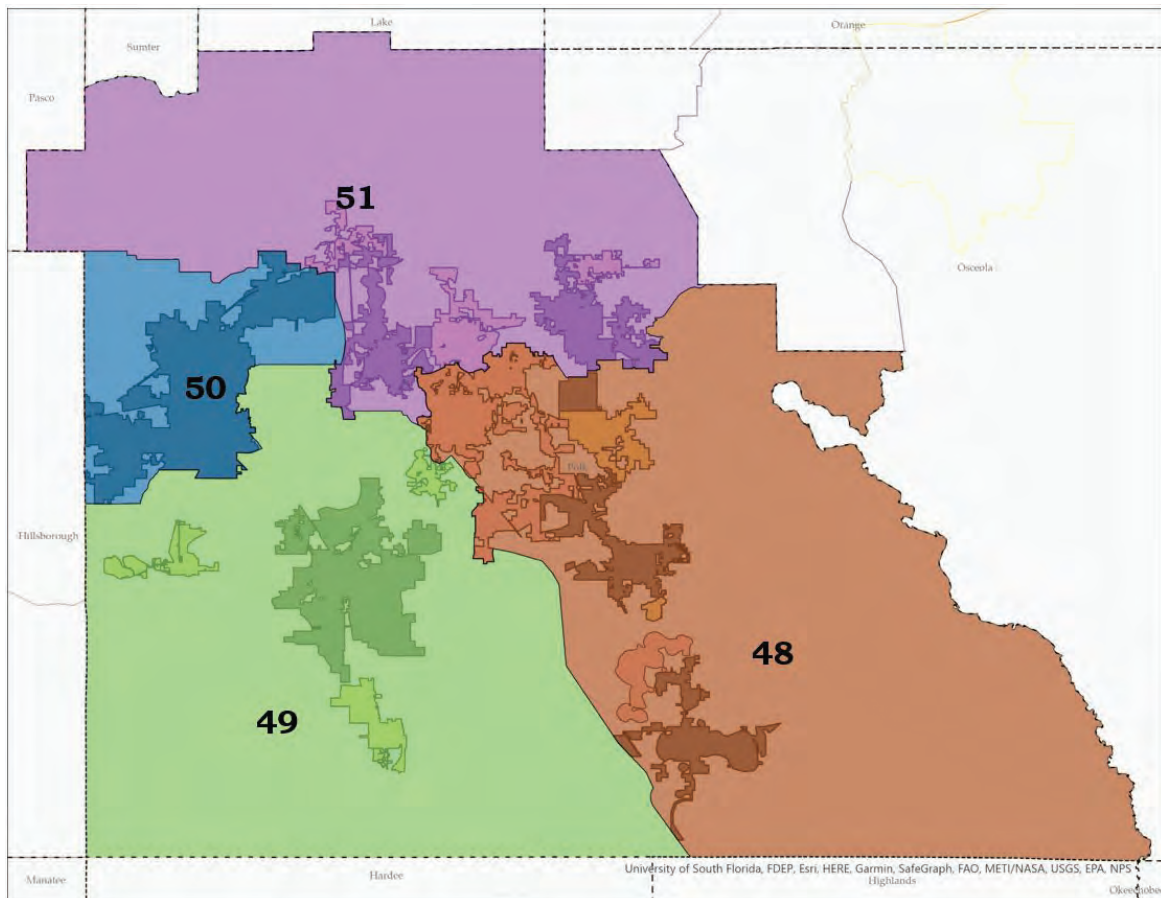 Lake
Orange
Sumter
Pasco
51
Osceola
50
Polk
Hillsborough
48
49
University of South Florida, FDEP, Esri, HERE, Garmin, SafeGraph, FAO, METI/NASA, USGS, EPA, NPS
Manatee
Hardee
Highlands
Okeechobee